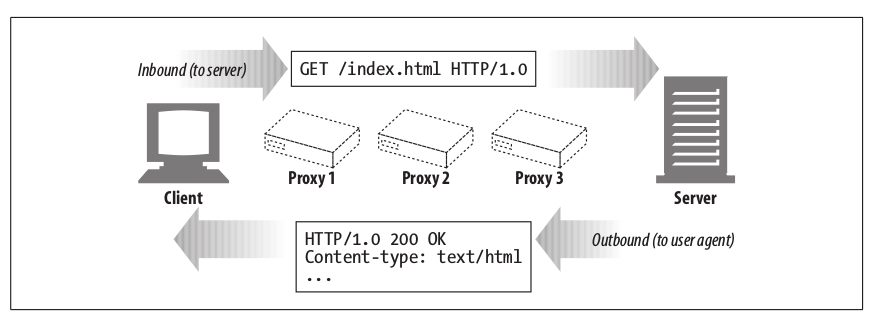 Inbound (to server)
GET /index.html HTTP/1.0
Proxy 1
Proxy 2
Proxy 3
Client
Server
HTTP/1.0 200 OK
Content-type: text/html
...
Outbound (to user agent)